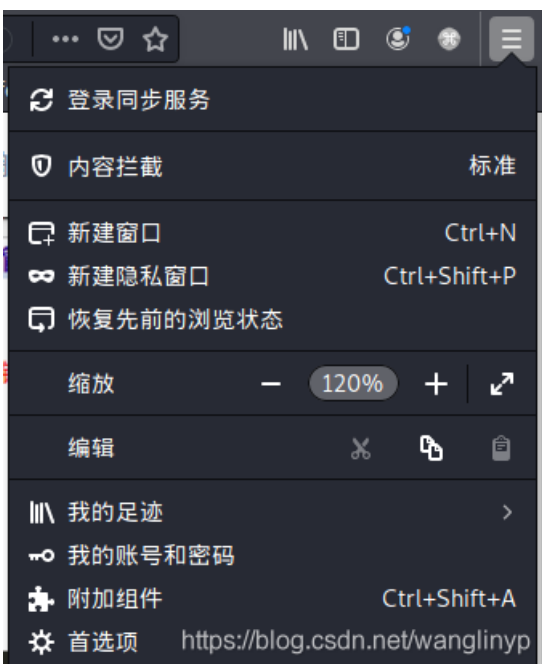 登录同步服务
内容拦截 标准
新建窗口 Ctrl+N
新建隐私窗口 Ctrl+Shift+P
恢复先前的浏览状态
缩放 120%
编辑
我的足迹
我的账号和密码
附加组件 Ctrl+Shift+A
首选项 https://blog.csdn.net/wanglinyp